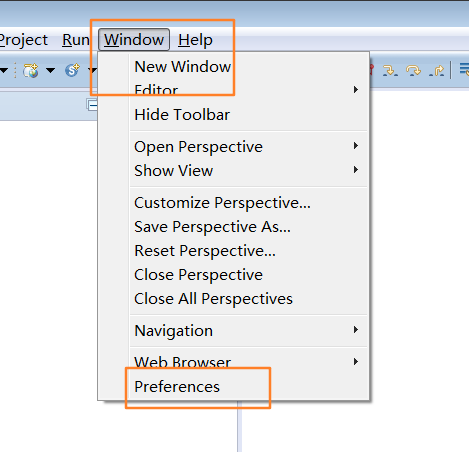 Project Run Window Help
New Window
Editor
Hide Toolbar
Open Perspective
Show View
Customize Perspective...
Save Perspective As...
Reset Perspective...
Close Perspective
Close All Perspectives
Navigation
Web Browser
Preferences